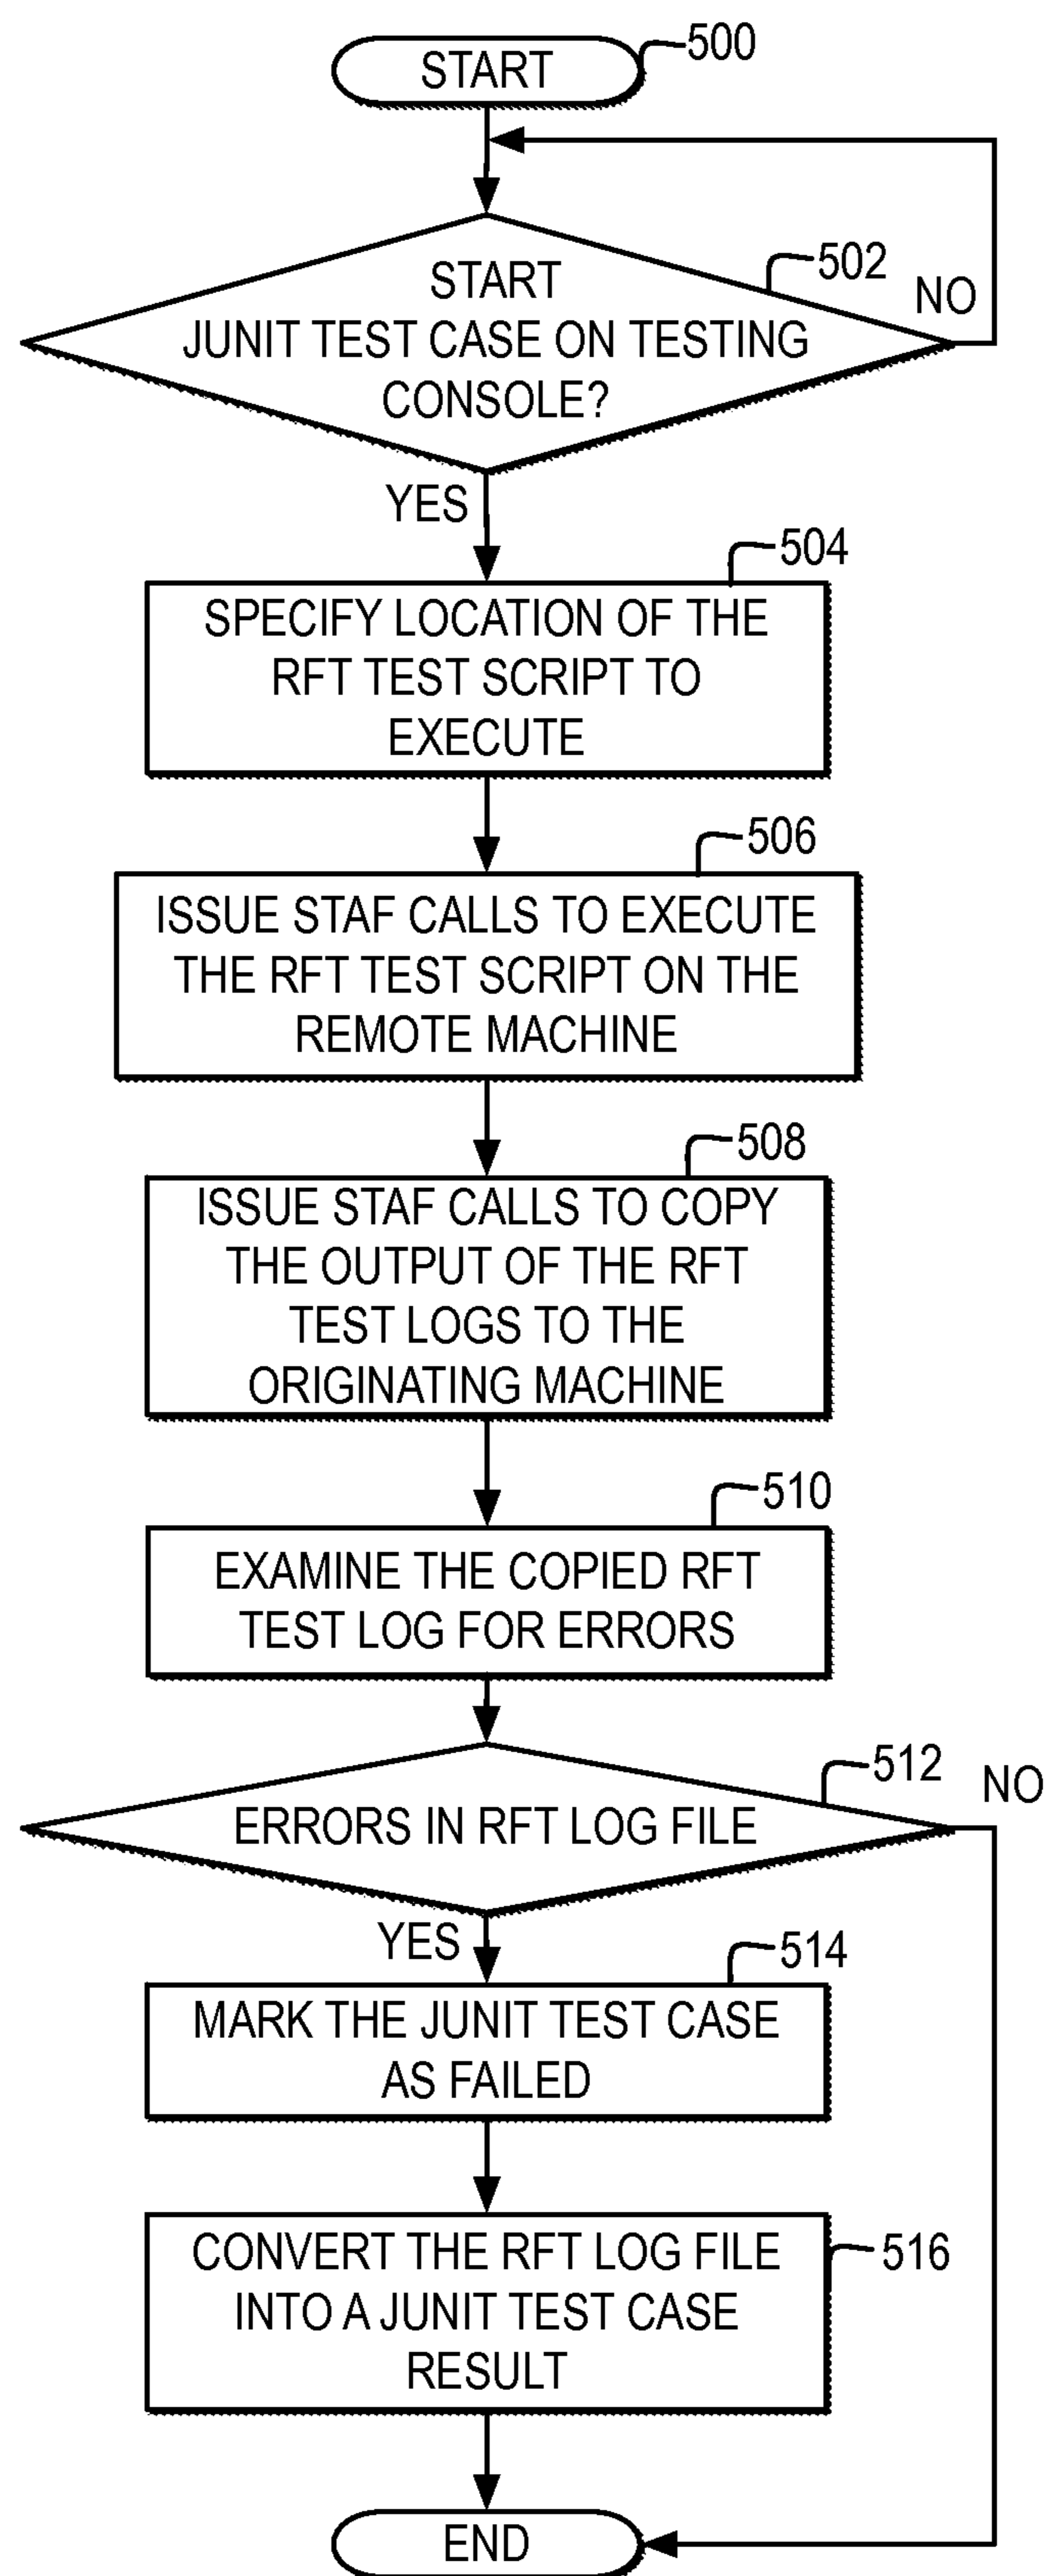 START
500
START
JUNIT TEST CASE ON TESTING
CONSOLE?
502
NO
YES
504
SPECIFY LOCATION OF THE
RFT TEST SCRIPT TO
EXECUTE
506
ISSUE STAF CALLS TO EXECUTE
THE RFT TEST SCRIPT ON THE
REMOTE MACHINE
508
ISSUE STAF CALLS TO COPY
THE OUTPUT OF THE RFT
TEST LOGS TO THE
ORIGINATING MACHINE
510
EXAMINE THE COPIED RFT
TEST LOG FOR ERRORS
512
NO
ERRORS IN RFT LOG FILE
YES
514
MARK THE JUNIT TEST CASE
AS FAILED
516
CONVERT THE RFT LOG FILE
INTO A JUNIT TEST CASE
RESULT
END